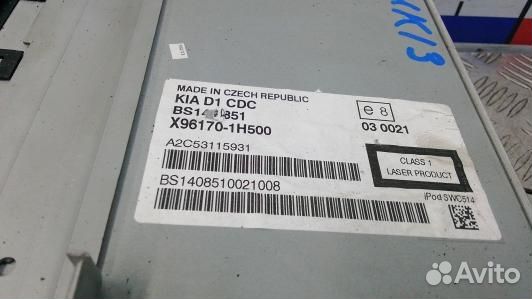 MADE IN CZECH REPUBLIC
KIA D1 CDC
X96170-1H500
A2C53115931
BS1408510021008
e8
03 0021
CLASS 1
LASER PRODUCT
iPod SWC514
Avito